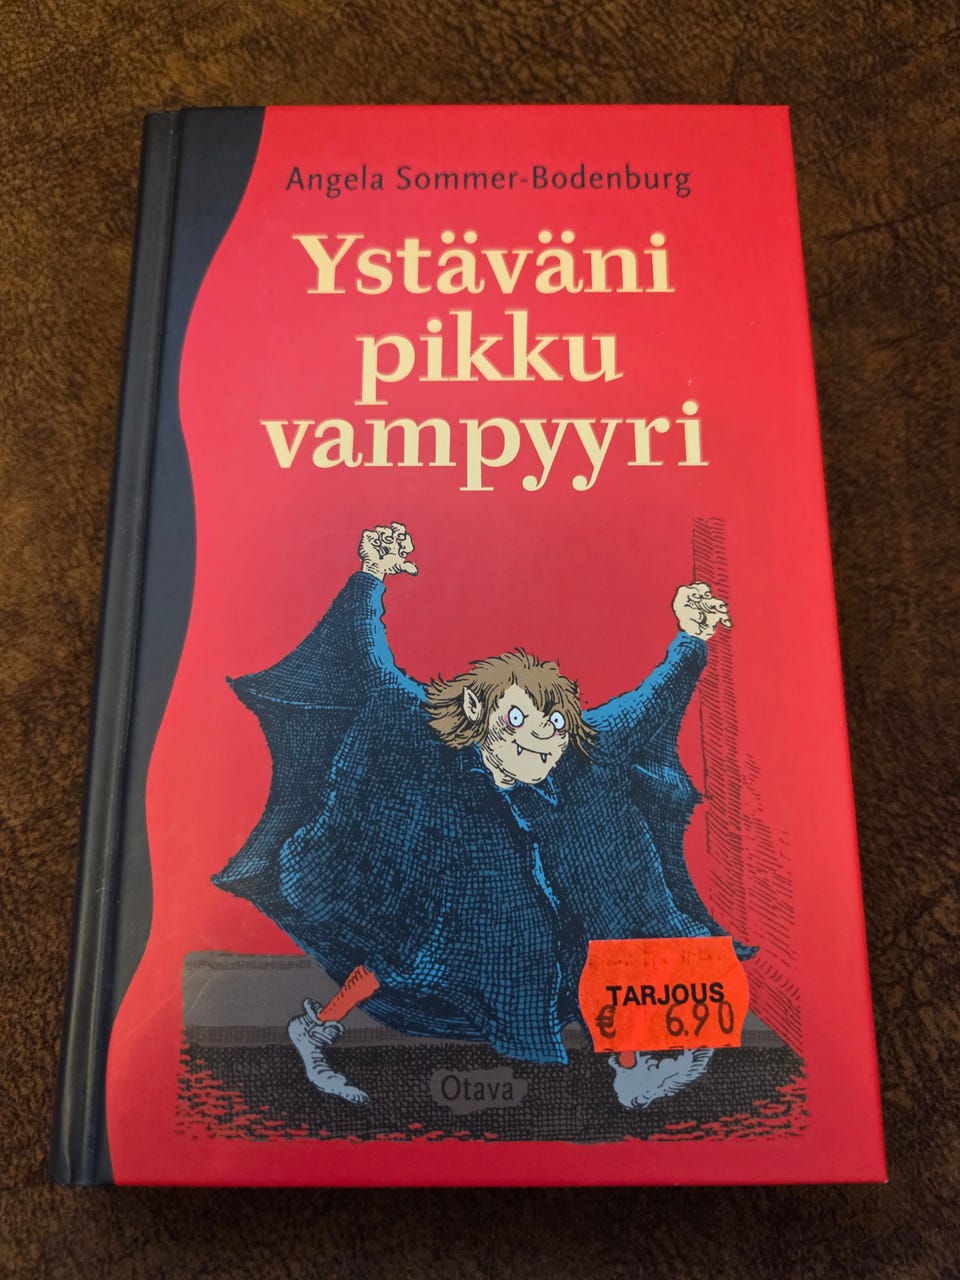 Angela Sommer-Bodenburg
Ystäväni
pikku
vampyyri
TARJOUS
€ 6.90
Otava